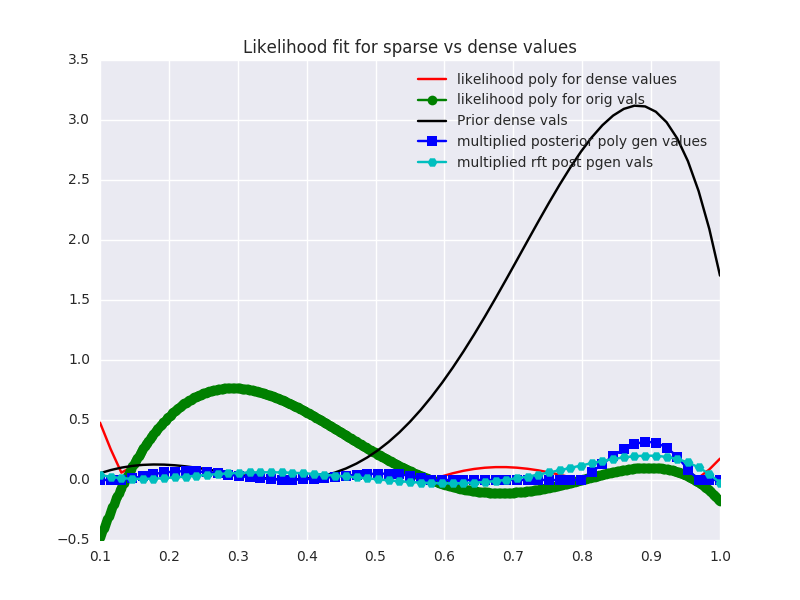 Likelihood fit for sparse vs dense values
3.5
3.0
2.5
2.0
1.5
1.0
0.5
0.0
−0.5
likelihood poly for dense values
likelihood poly for orig vals
Prior dense vals
multiplied posterior poly gen values
multiplied rft post pgen vals
0.1 0.2 0.3 0.4 0.5 0.6 0.7 0.8 0.9 1.0